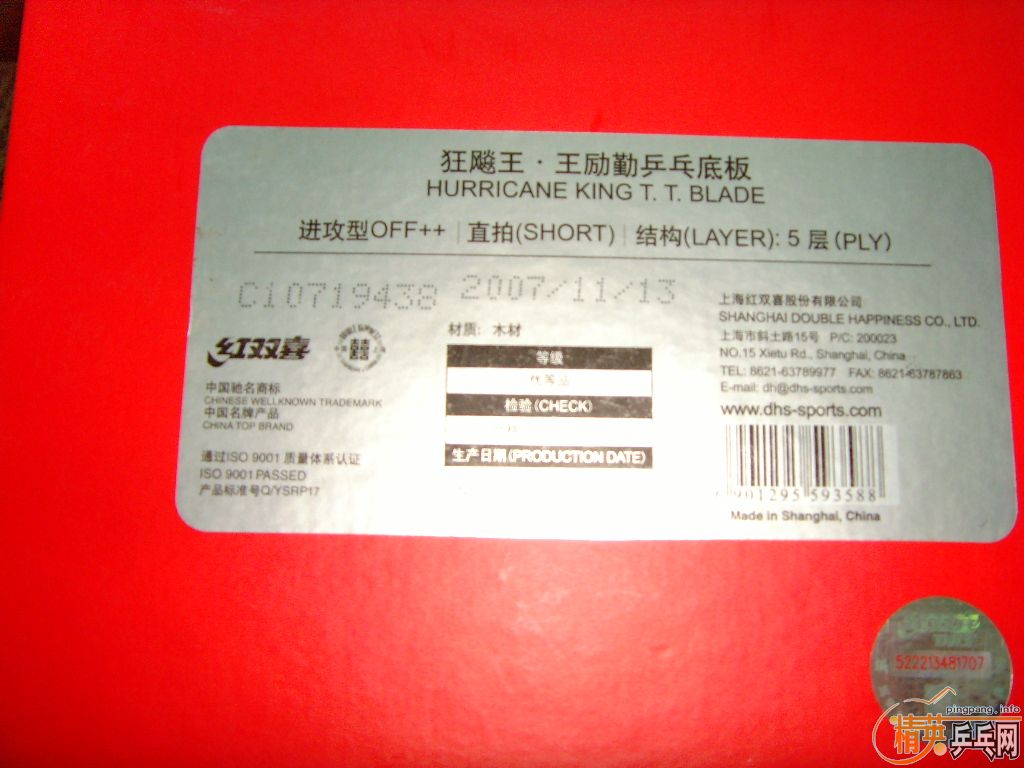 狂飚王·王励勤乒乓底板
HURRICANE KING T. T. BLADE
进攻型OFF++ | 直拍(SHORT) | 结构(LAYER): 5 层(PLY)
C10719438 2007/11/13
红双喜
中国驰名商标
CHINESE WELLKNOWN TRADEMARK
中国名牌产品
CHINA TOP BRAND
通过ISO 9001 质量体系认证
ISO 9001 PASSED
产品标准号Q/YSRP17
材质: 木材
等级
优等品
检验(CHECK)
生产日期(PRODUCTION DATE)
上海红双喜股份有限公司
SHANGHAI DOUBLE HAPPINESS CO., LTD.
上海市斜土路15号 P/C: 200023
NO.15 Xietu Rd., Shanghai, China
TEL: 8621-63789977 FAX: 8621-63787863
E-mail: dh@dhs-sports.com
www.dhs-sports.com
6 901295 593588
Made in Shanghai, China
522213481707
pingpang.info
精英乒乓网